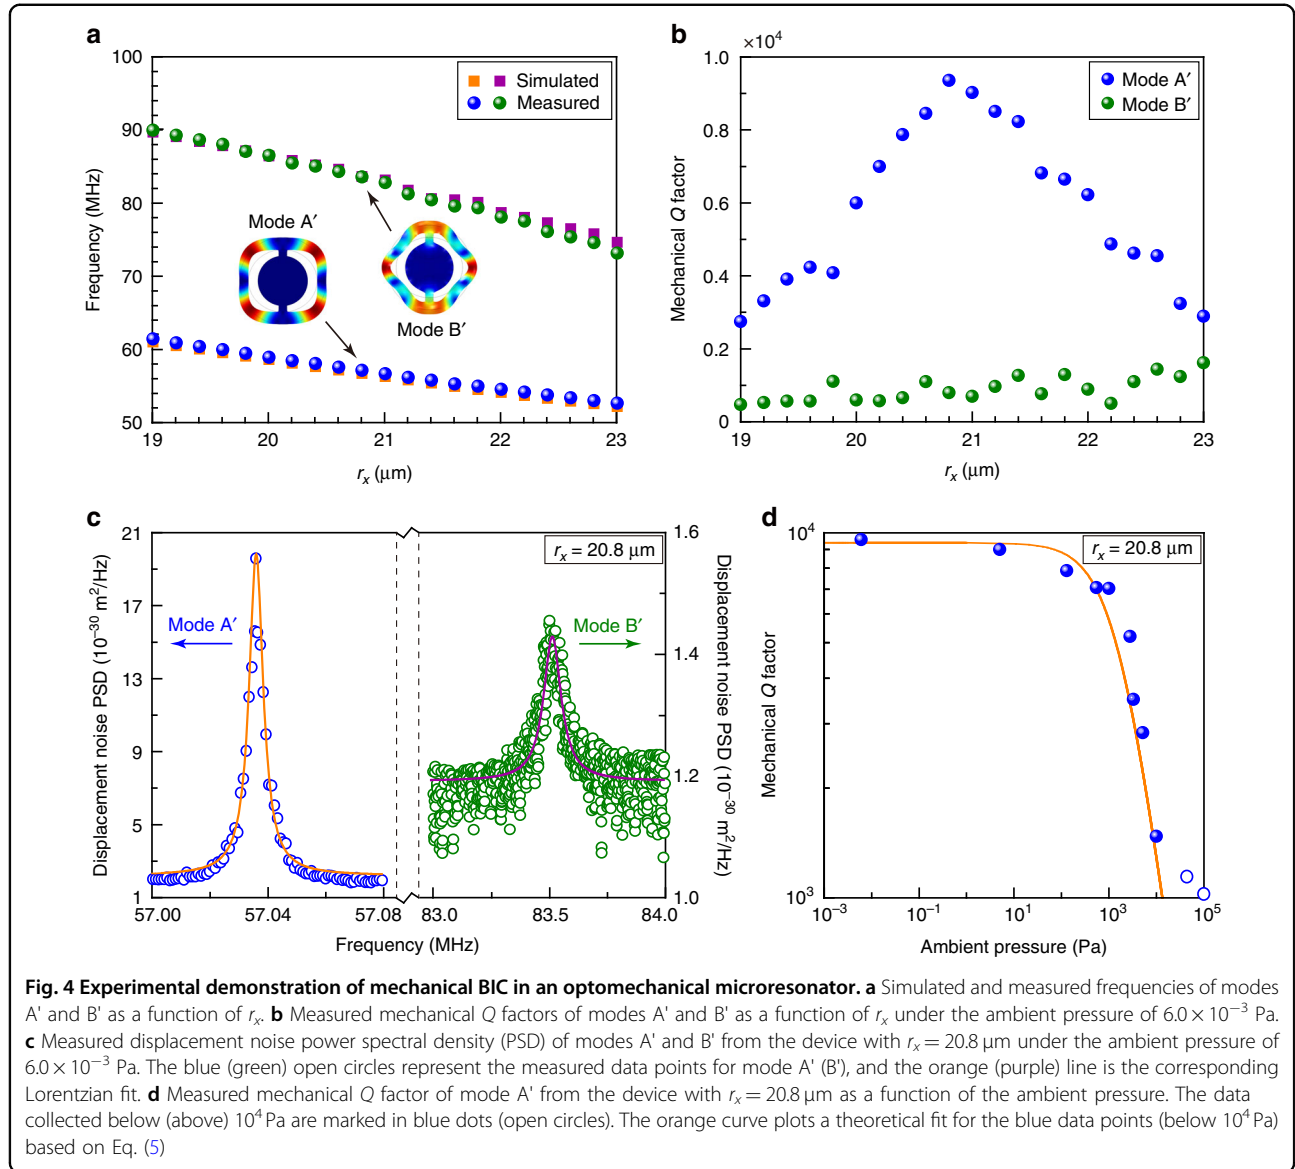 a
100
90
80
70
60
50
Frequency (MHz)
Simulated
Measured
Mode A′
Mode B′
19
20
21
22
23
rₓ (μm)
b
×10⁴
1.0
0.8
0.6
0.4
0.2
0
Mechanical Q factor
Mode A′
Mode B′
19
20
21
22
23
rₓ (μm)
c
21
17
13
9
5
1
Displacement noise PSD (10⁻³⁰ m²/Hz)
Mode A′
rₓ = 20.8 μm
Mode B′
1.6
1.4
1.2
1.0
Displacement noise PSD (10⁻³⁰ m²/Hz)
57.00
57.04
57.08
83.0
83.5
84.0
Frequency (MHz)
d
10⁴
10³
Mechanical Q factor
rₓ = 20.8 μm
10⁻³
10⁻¹
10¹
10³
10⁵
Ambient pressure (Pa)
Fig. 4 Experimental demonstration of mechanical BIC in an optomechanical microresonator. a Simulated and measured frequencies of modes
A' and B' as a function of rₓ. b Measured mechanical Q factors of modes A' and B' as a function of rₓ under the ambient pressure of 6.0 × 10⁻³ Pa.
c Measured displacement noise power spectral density (PSD) of modes A' and B' from the device with rₓ = 20.8 μm under the ambient pressure of
6.0 × 10⁻³ Pa. The blue (green) open circles represent the measured data points for mode A' (B'), and the orange (purple) line is the corresponding
Lorentzian fit. d Measured mechanical Q factor of mode A' from the device with rₓ = 20.8 μm as a function of the ambient pressure. The data
collected below (above) 10⁴ Pa are marked in blue dots (open circles). The orange curve plots a theoretical fit for the blue data points (below 10⁴ Pa)
based on Eq. (5)